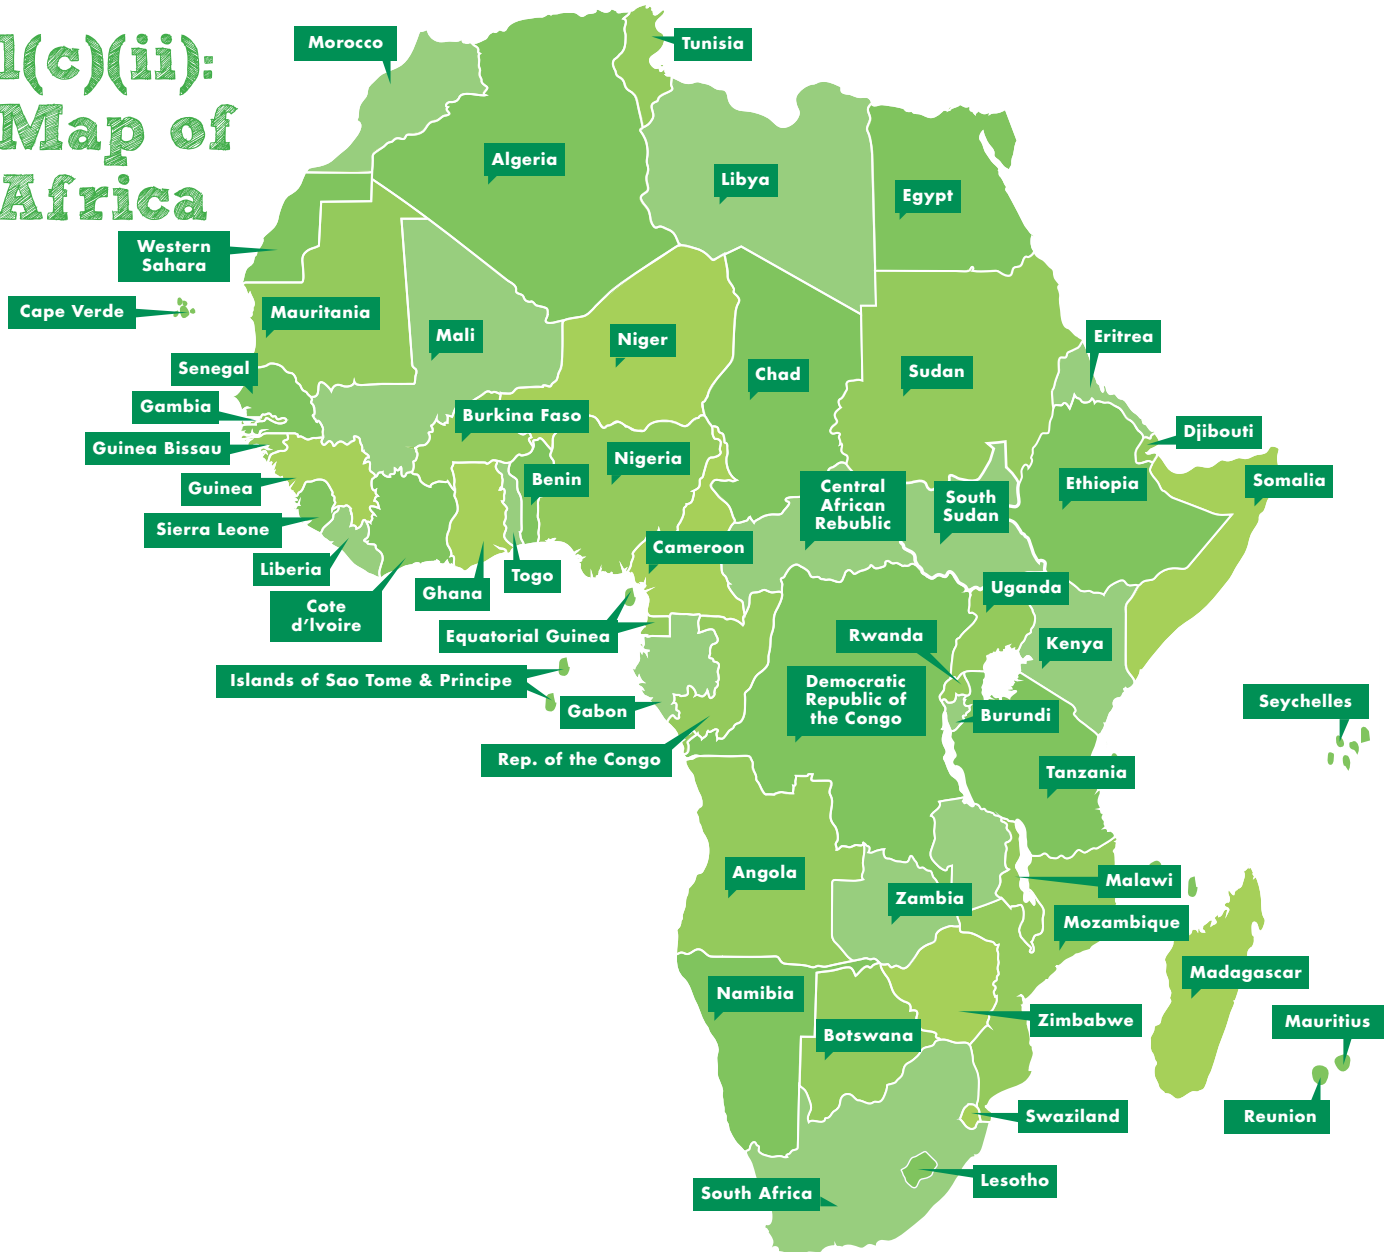 1(c)(ii):
Map of
Africa
Morocco
Tunisia
Algeria
Libya
Egypt
Western
Sahara
Cape Verde
Mauritania
Mali
Niger
Chad
Sudan
Eritrea
Senegal
Gambia
Guinea Bissau
Guinea
Sierra Leone
Liberia
Cote
d'Ivoire
Burkina Faso
Benin
Nigeria
Ghana
Togo
Cameroon
Central
African
Rebublic
South
Sudan
Ethiopia
Djibouti
Somalia
Equatorial Guinea
Islands of Sao Tome & Principe
Gabon
Rep. of the Congo
Democratic
Republic of
the Congo
Rwanda
Uganda
Kenya
Burundi
Tanzania
Seychelles
Angola
Zambia
Malawi
Mozambique
Madagascar
Namibia
Botswana
Zimbabwe
Mauritius
Reunion
Swaziland
Lesotho
South Africa